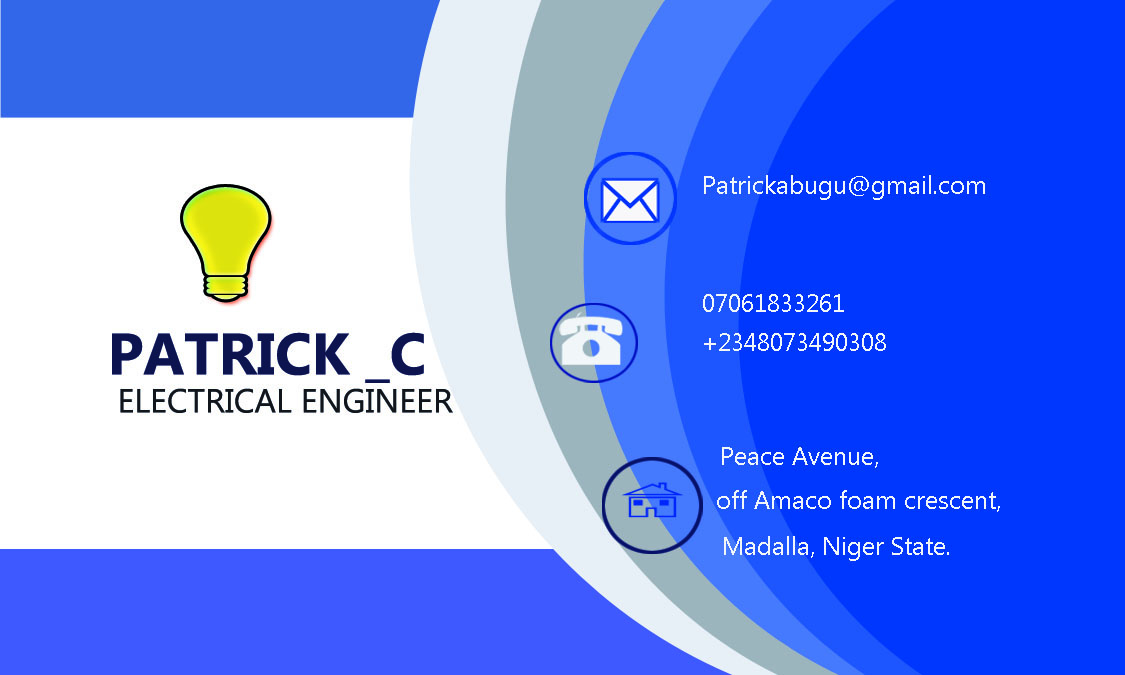 PATRICK _C
ELECTRICAL ENGINEER
Patrickabugu@gmail.com
07061833261
+2348073490308
Peace Avenue,
off Amaco foam crescent,
Madalla, Niger State.